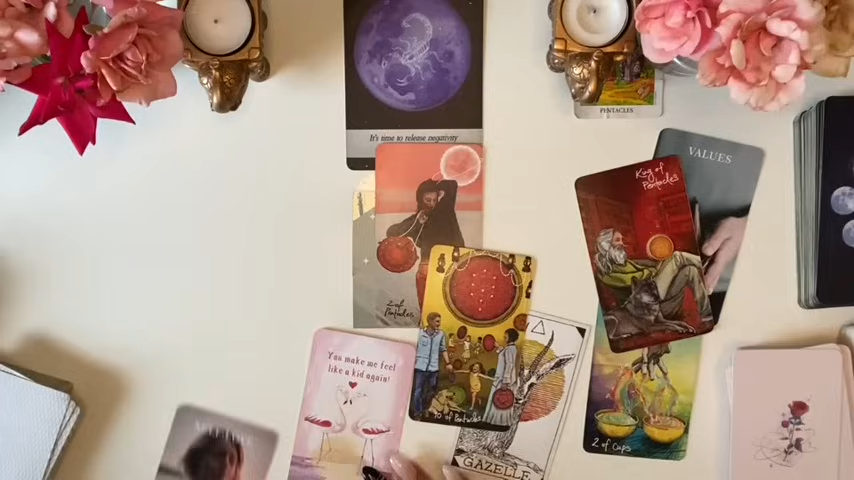 It's time to release negativity
PENTACLES
VALUES
King of
Pentacles
2 of
Pentacles
You make me feel
like a kid again!
10 of Pentacles
2 of Cups
GAZELLE